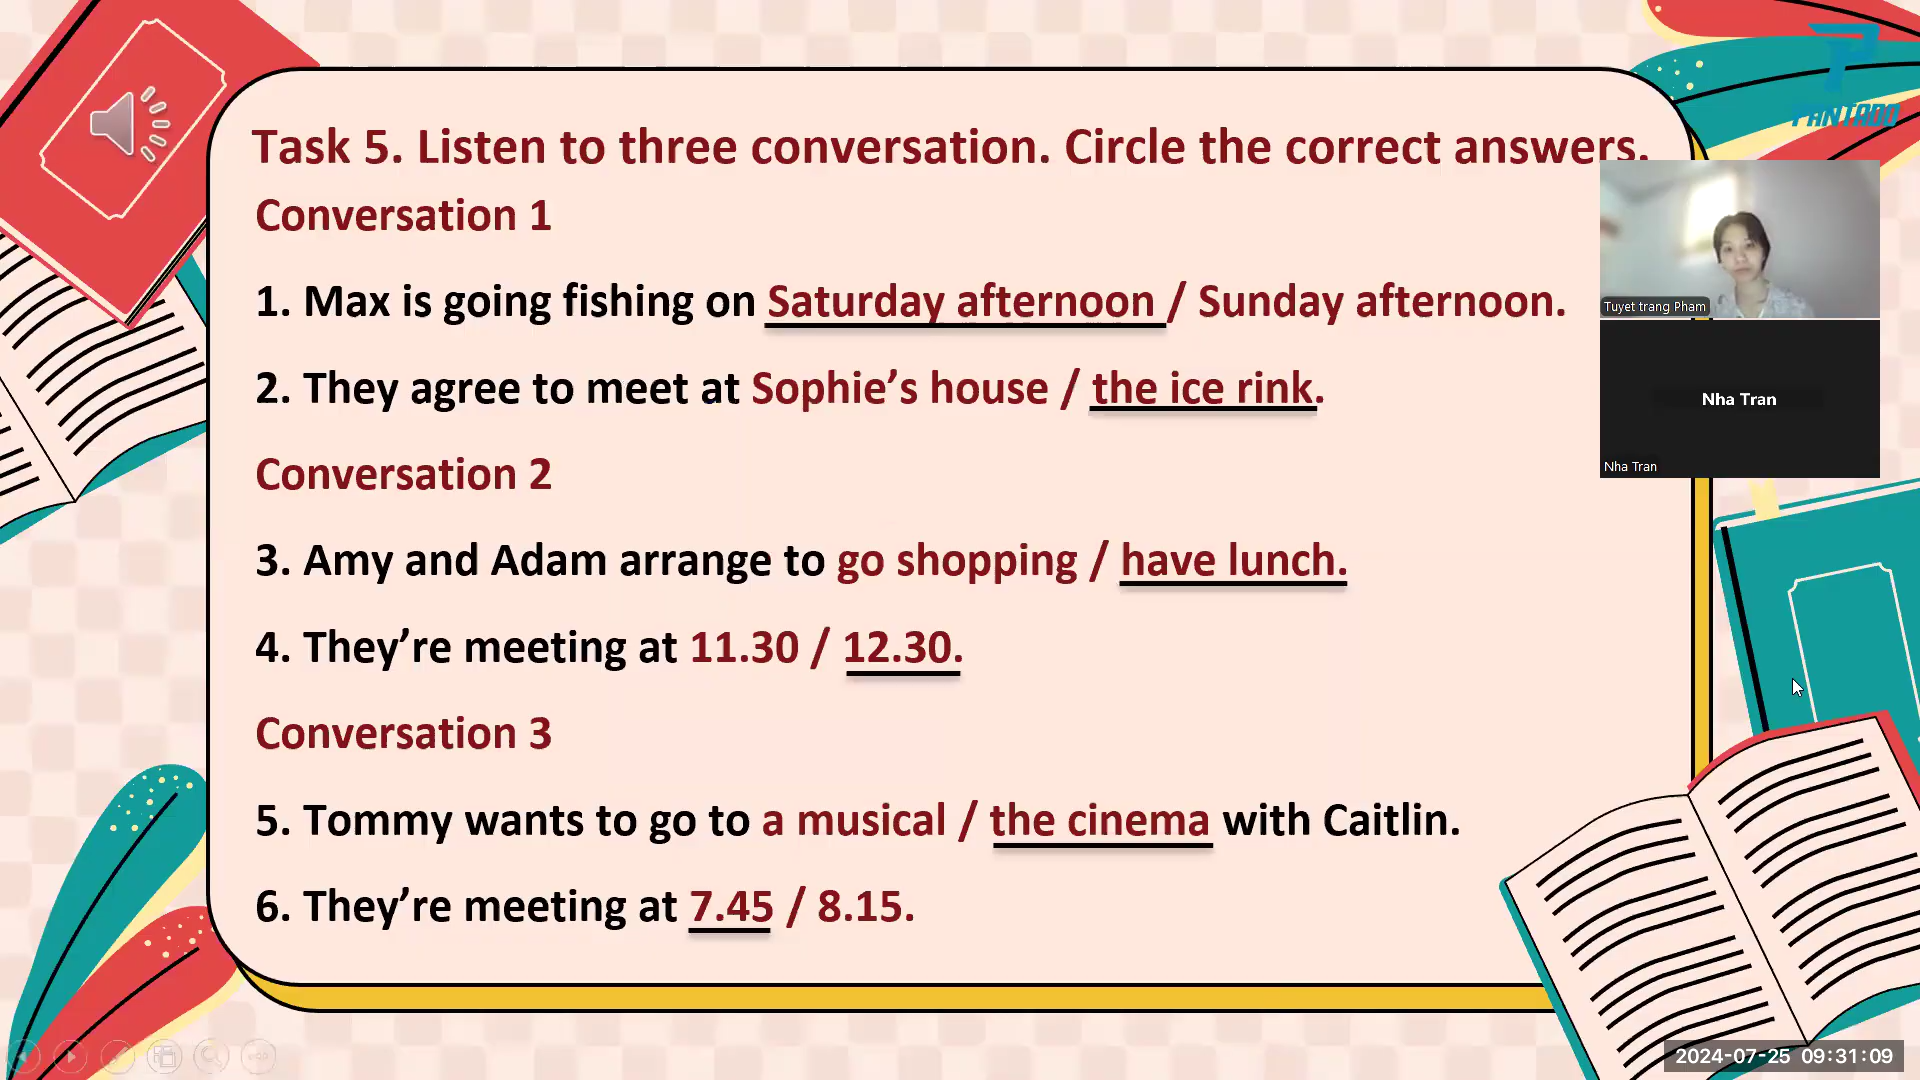 PANTADO
Task 5. Listen to three conversation. Circle the correct answers.
Conversation 1
1. Max is going fishing on Saturday afternoon / Sunday afternoon.
2. They agree to meet at Sophie’s house / the ice rink.
Conversation 2
3. Amy and Adam arrange to go shopping / have lunch.
4. They’re meeting at 11.30 / 12.30.
Conversation 3
5. Tommy wants to go to a musical / the cinema with Caitlin.
6. They’re meeting at 7.45 / 8.15.
Tuyet trang Pham
Nha Tran
Nha Tran
2024-07-25 09:31:09